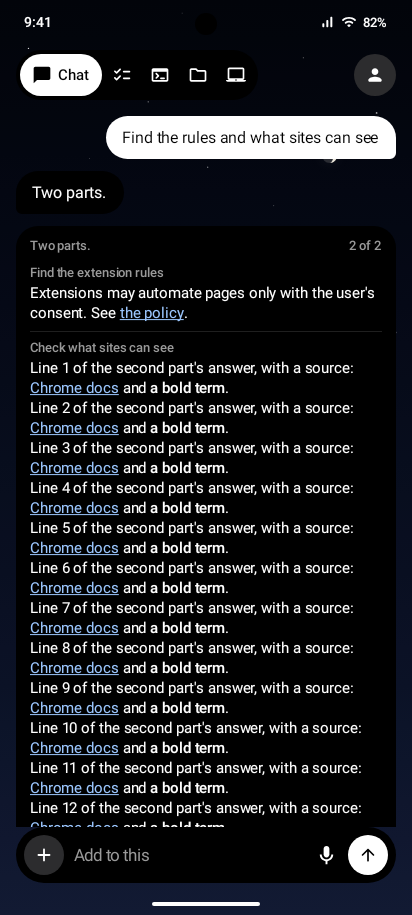 9:41
82%
Chat
Find the rules and what sites can see
Two parts.
Two parts.
2 of 2
Find the extension rules
Extensions may automate pages only with the user's
consent. See the policy.
Check what sites can see
Line 1 of the second part's answer, with a source:
Chrome docs and a bold term.
Line 2 of the second part's answer, with a source:
Chrome docs and a bold term.
Line 3 of the second part's answer, with a source:
Chrome docs and a bold term.
Line 4 of the second part's answer, with a source:
Chrome docs and a bold term.
Line 5 of the second part's answer, with a source:
Chrome docs and a bold term.
Line 6 of the second part's answer, with a source:
Chrome docs and a bold term.
Line 7 of the second part's answer, with a source:
Chrome docs and a bold term.
Line 8 of the second part's answer, with a source:
Chrome docs and a bold term.
Line 9 of the second part's answer, with a source:
Chrome docs and a bold term.
Line 10 of the second part's answer, with a source:
Chrome docs and a bold term.
Line 11 of the second part's answer, with a source:
Chrome docs and a bold term.
Line 12 of the second part's answer, with a source:
Chrome docs and a bold term.
Add to this